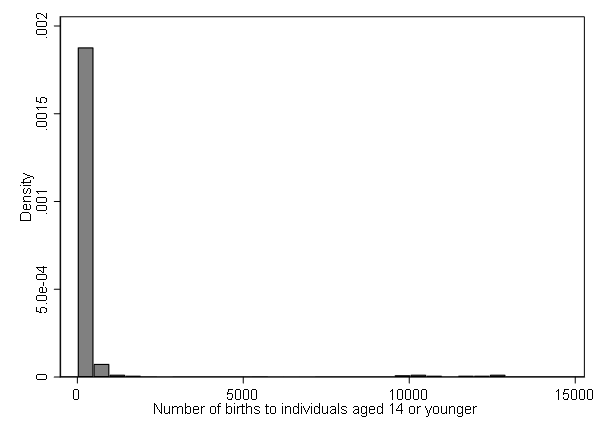 .002
.0015
.001
5.0e-04
0
Density
0 5000 10000 15000
Number of births to individuals aged 14 or younger